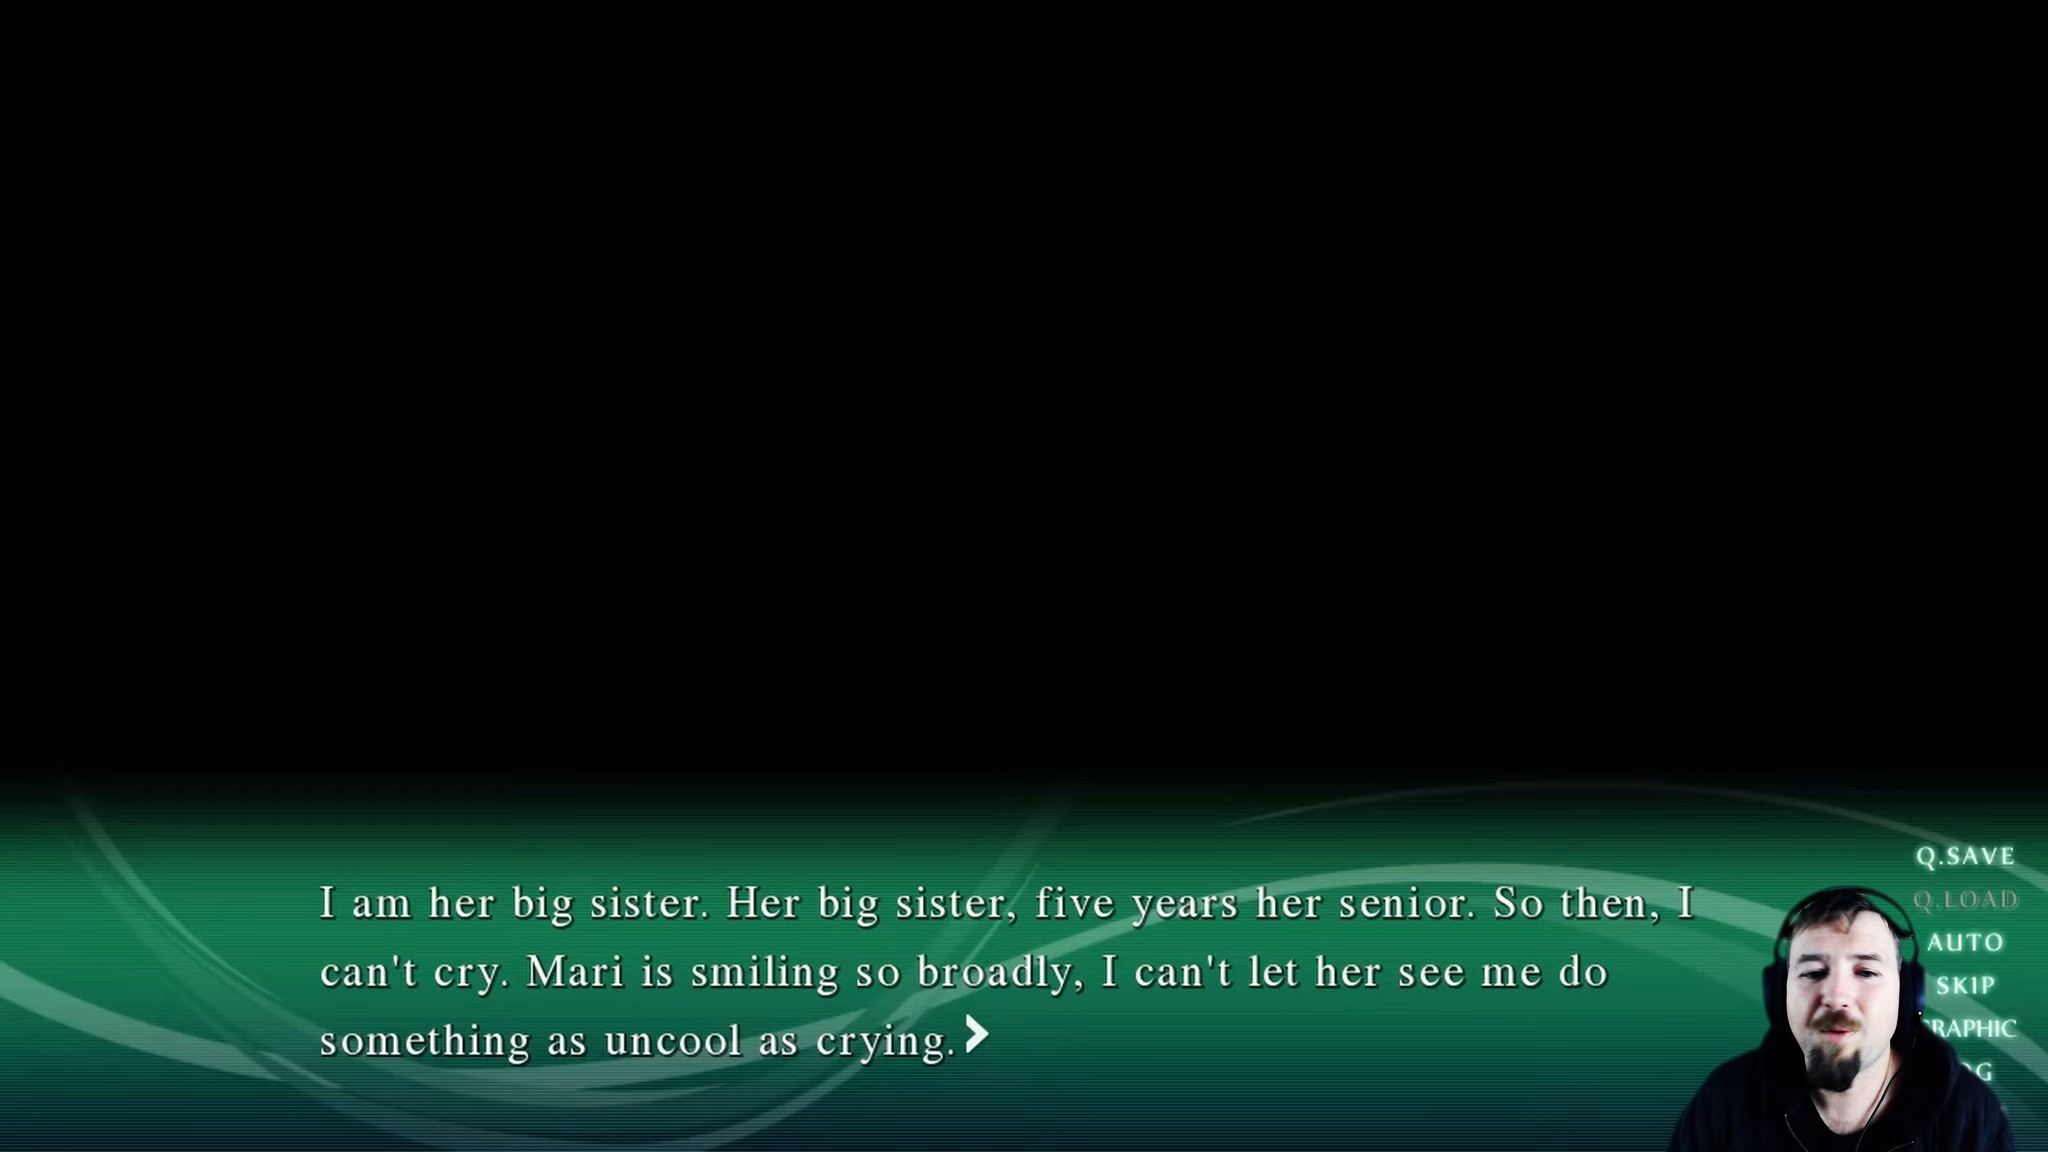 Q.SAVE
Q.LOAD
AUTO
SKIP
I am her big sister. Her big sister, five years her senior. So then, I
can't cry. Mari is smiling so broadly, I can't let her see me do
something as uncool as crying.